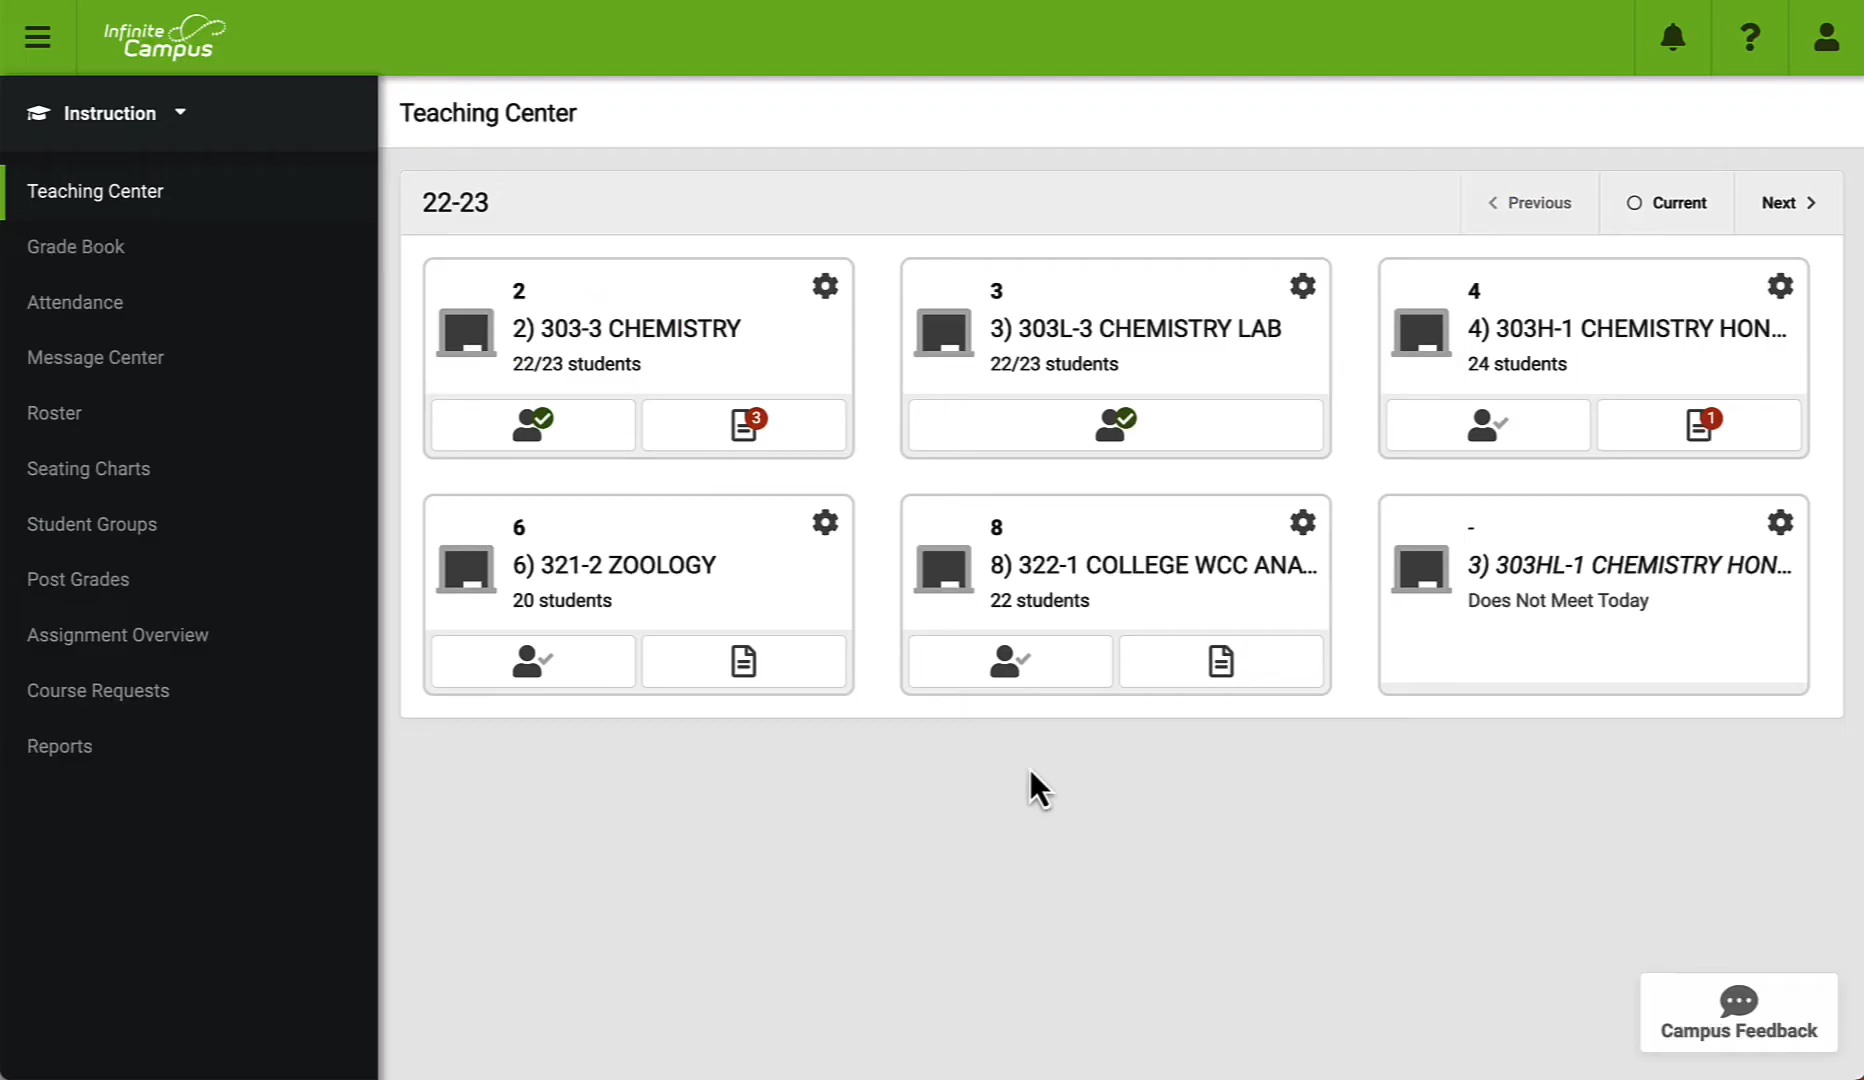 Infinite
Campus
Instruction
Teaching Center
Grade Book
Attendance
Message Center
Roster
Seating Charts
Student Groups
Post Grades
Assignment Overview
Course Requests
Reports
Teaching Center
22-23
Previous
Current
Next
2
2) 303-3 CHEMISTRY
22/23 students
3
3
3) 303L-3 CHEMISTRY LAB
22/23 students
4
4) 303H-1 CHEMISTRY HON...
24 students
1
6
6) 321-2 ZOOLOGY
20 students
8
8) 322-1 COLLEGE WCC ANA...
22 students
-
3) 303HL-1 CHEMISTRY HON...
Does Not Meet Today
Campus Feedback